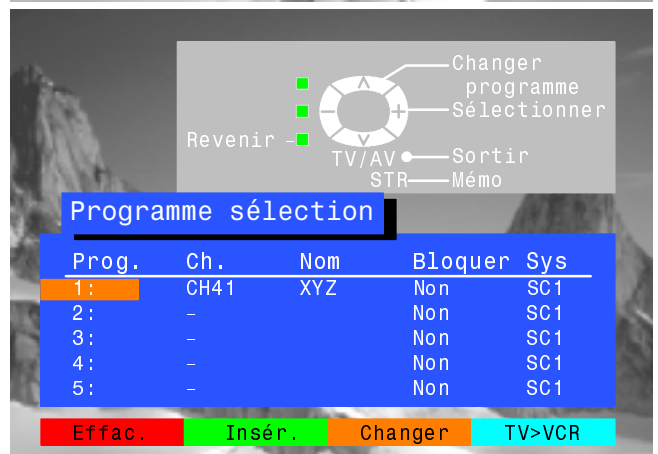 Changer
programme
Sélectionner
Revenir
TV/AV Sortir
STR Mémo
Programme sélection
Prog. Ch. Nom Bloquer Sys
1: CH41 XYZ Non SC1
2: - Non SC1
3: - Non SC1
4: - Non SC1
5: - Non SC1
Effac. Insér. Changer TV>VCR